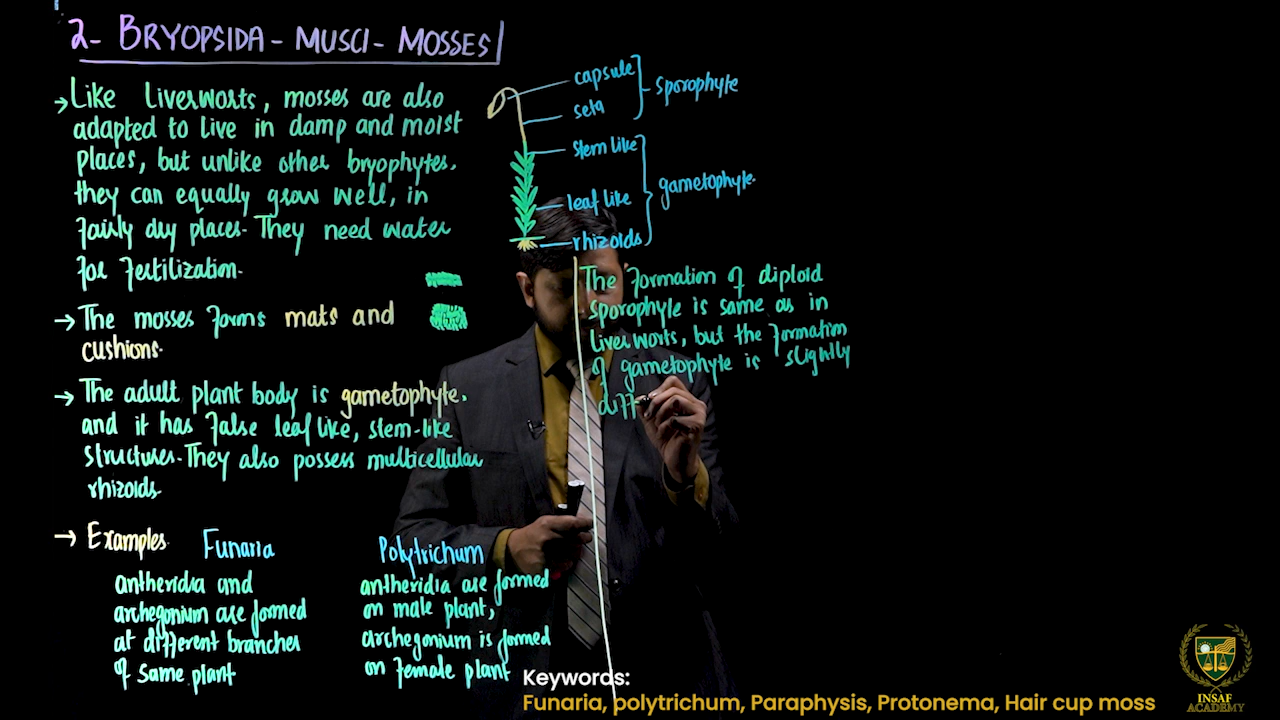 2- BRYOPSIDA - MUSCI - MOSSES
→ Like Liverworts, mosses are also
adapted to live in damp and moist
places, but unlike other bryophytes.
they can equally grow well, in
fairly dry places. They need water
for fertilization.
→ The mosses forms mats and
cushions.
→ The adult plant body is gametophyte.
and it has false leaf like, stem-like
structures. They also possess multicellular
rhizoids.
→ Examples.
Funaria
antheridia and
archegonium are formed
at different branches
of same plant
Polytrichum
antheridia are formed
on male plant,
archegonium is formed
on female plant
capsule
seta
sporophyte
stem like
leaf like
rhizoids
gametophyte.
The formation of diploid
sporophyte is same as in
liverworts, but the formation
of gametophyte is slightly
diff
Keywords:
Funaria, polytrichum, Paraphysis, Protonema, Hair cup moss
INSAF
ACADEMY